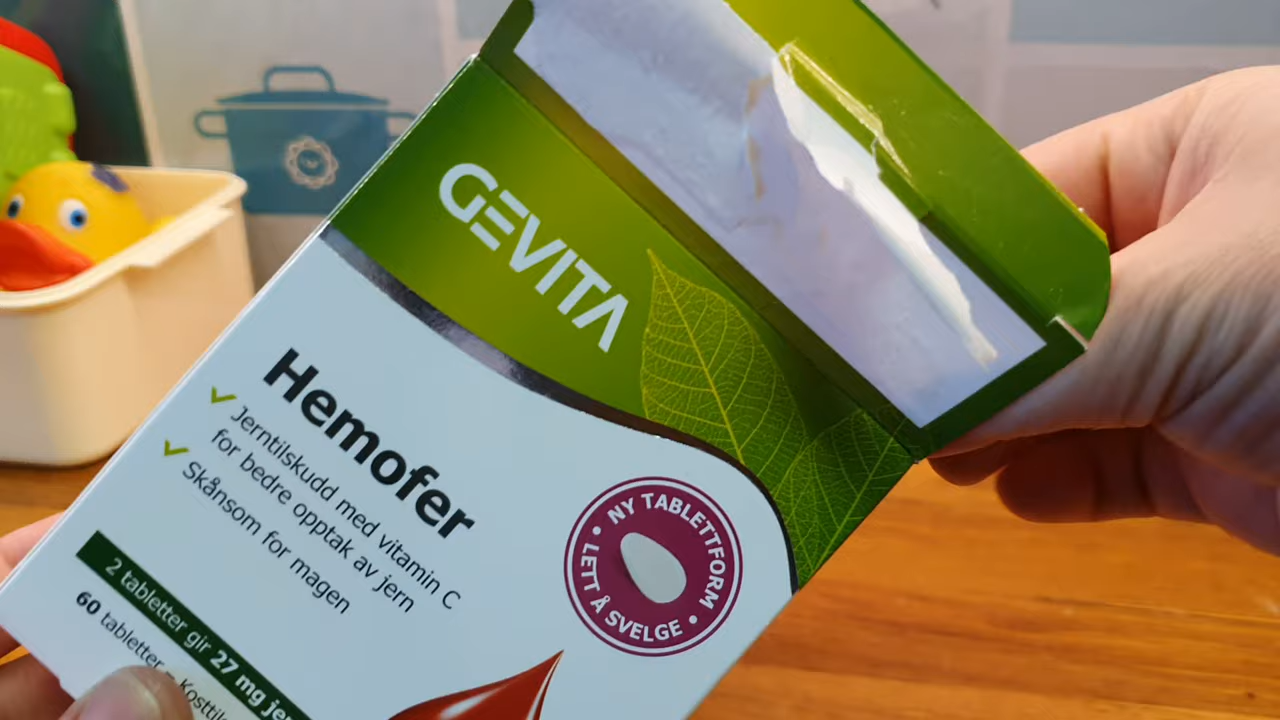 GEVITA
Hemofer
Jerntilskudd med vitamin C
for bedre opptak av jern
Skånsom for magen
NY TABLETTFORM
• LETT Å SVELGE •
2 tabletter gir 27 mg
60 tabletter